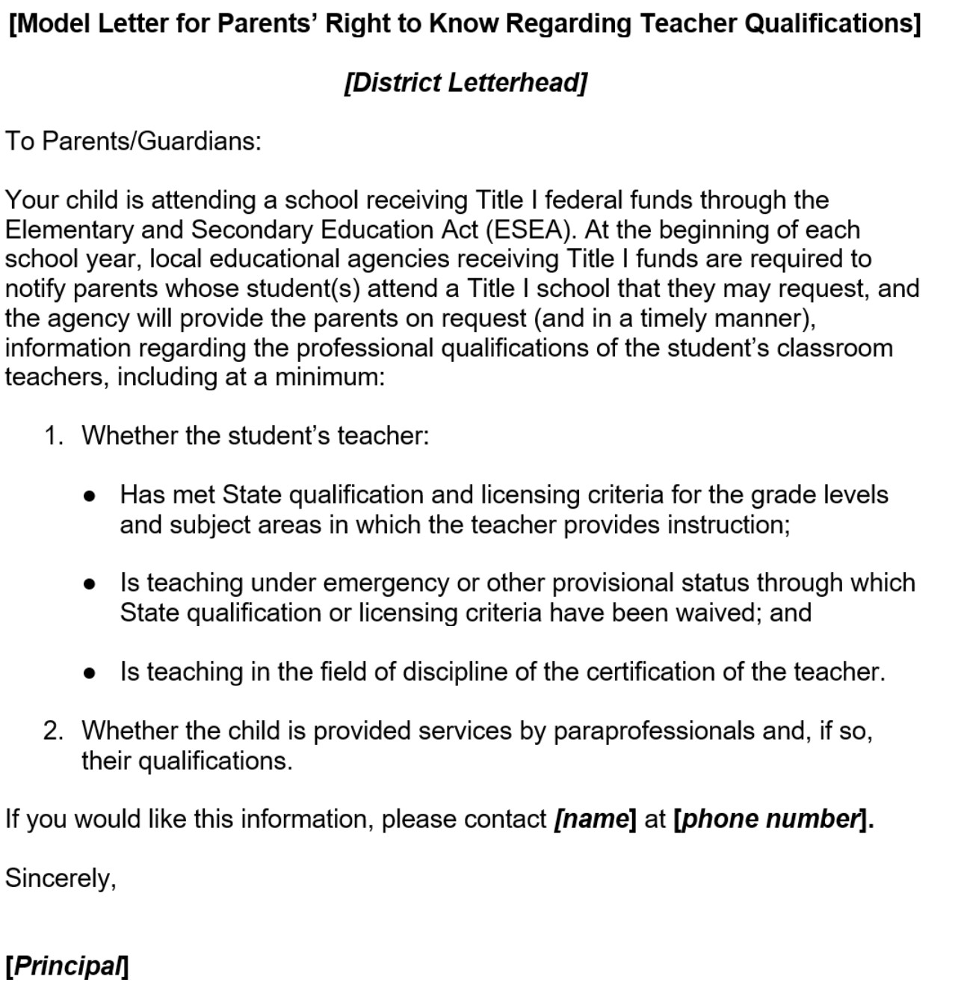 [Model Letter for Parents’ Right to Know Regarding Teacher Qualifications]
[District Letterhead]
To Parents/Guardians:
Your child is attending a school receiving Title I federal funds through the
Elementary and Secondary Education Act (ESEA). At the beginning of each
school year, local educational agencies receiving Title I funds are required to
notify parents whose student(s) attend a Title I school that they may request, and
the agency will provide the parents on request (and in a timely manner),
information regarding the professional qualifications of the student’s classroom
teachers, including at a minimum:
1. Whether the student’s teacher:
● Has met State qualification and licensing criteria for the grade levels
and subject areas in which the teacher provides instruction;
● Is teaching under emergency or other provisional status through which
State qualification or licensing criteria have been waived; and
● Is teaching in the field of discipline of the certification of the teacher.
2. Whether the child is provided services by paraprofessionals and, if so,
their qualifications.
If you would like this information, please contact [name] at [phone number].
Sincerely,
[Principal]